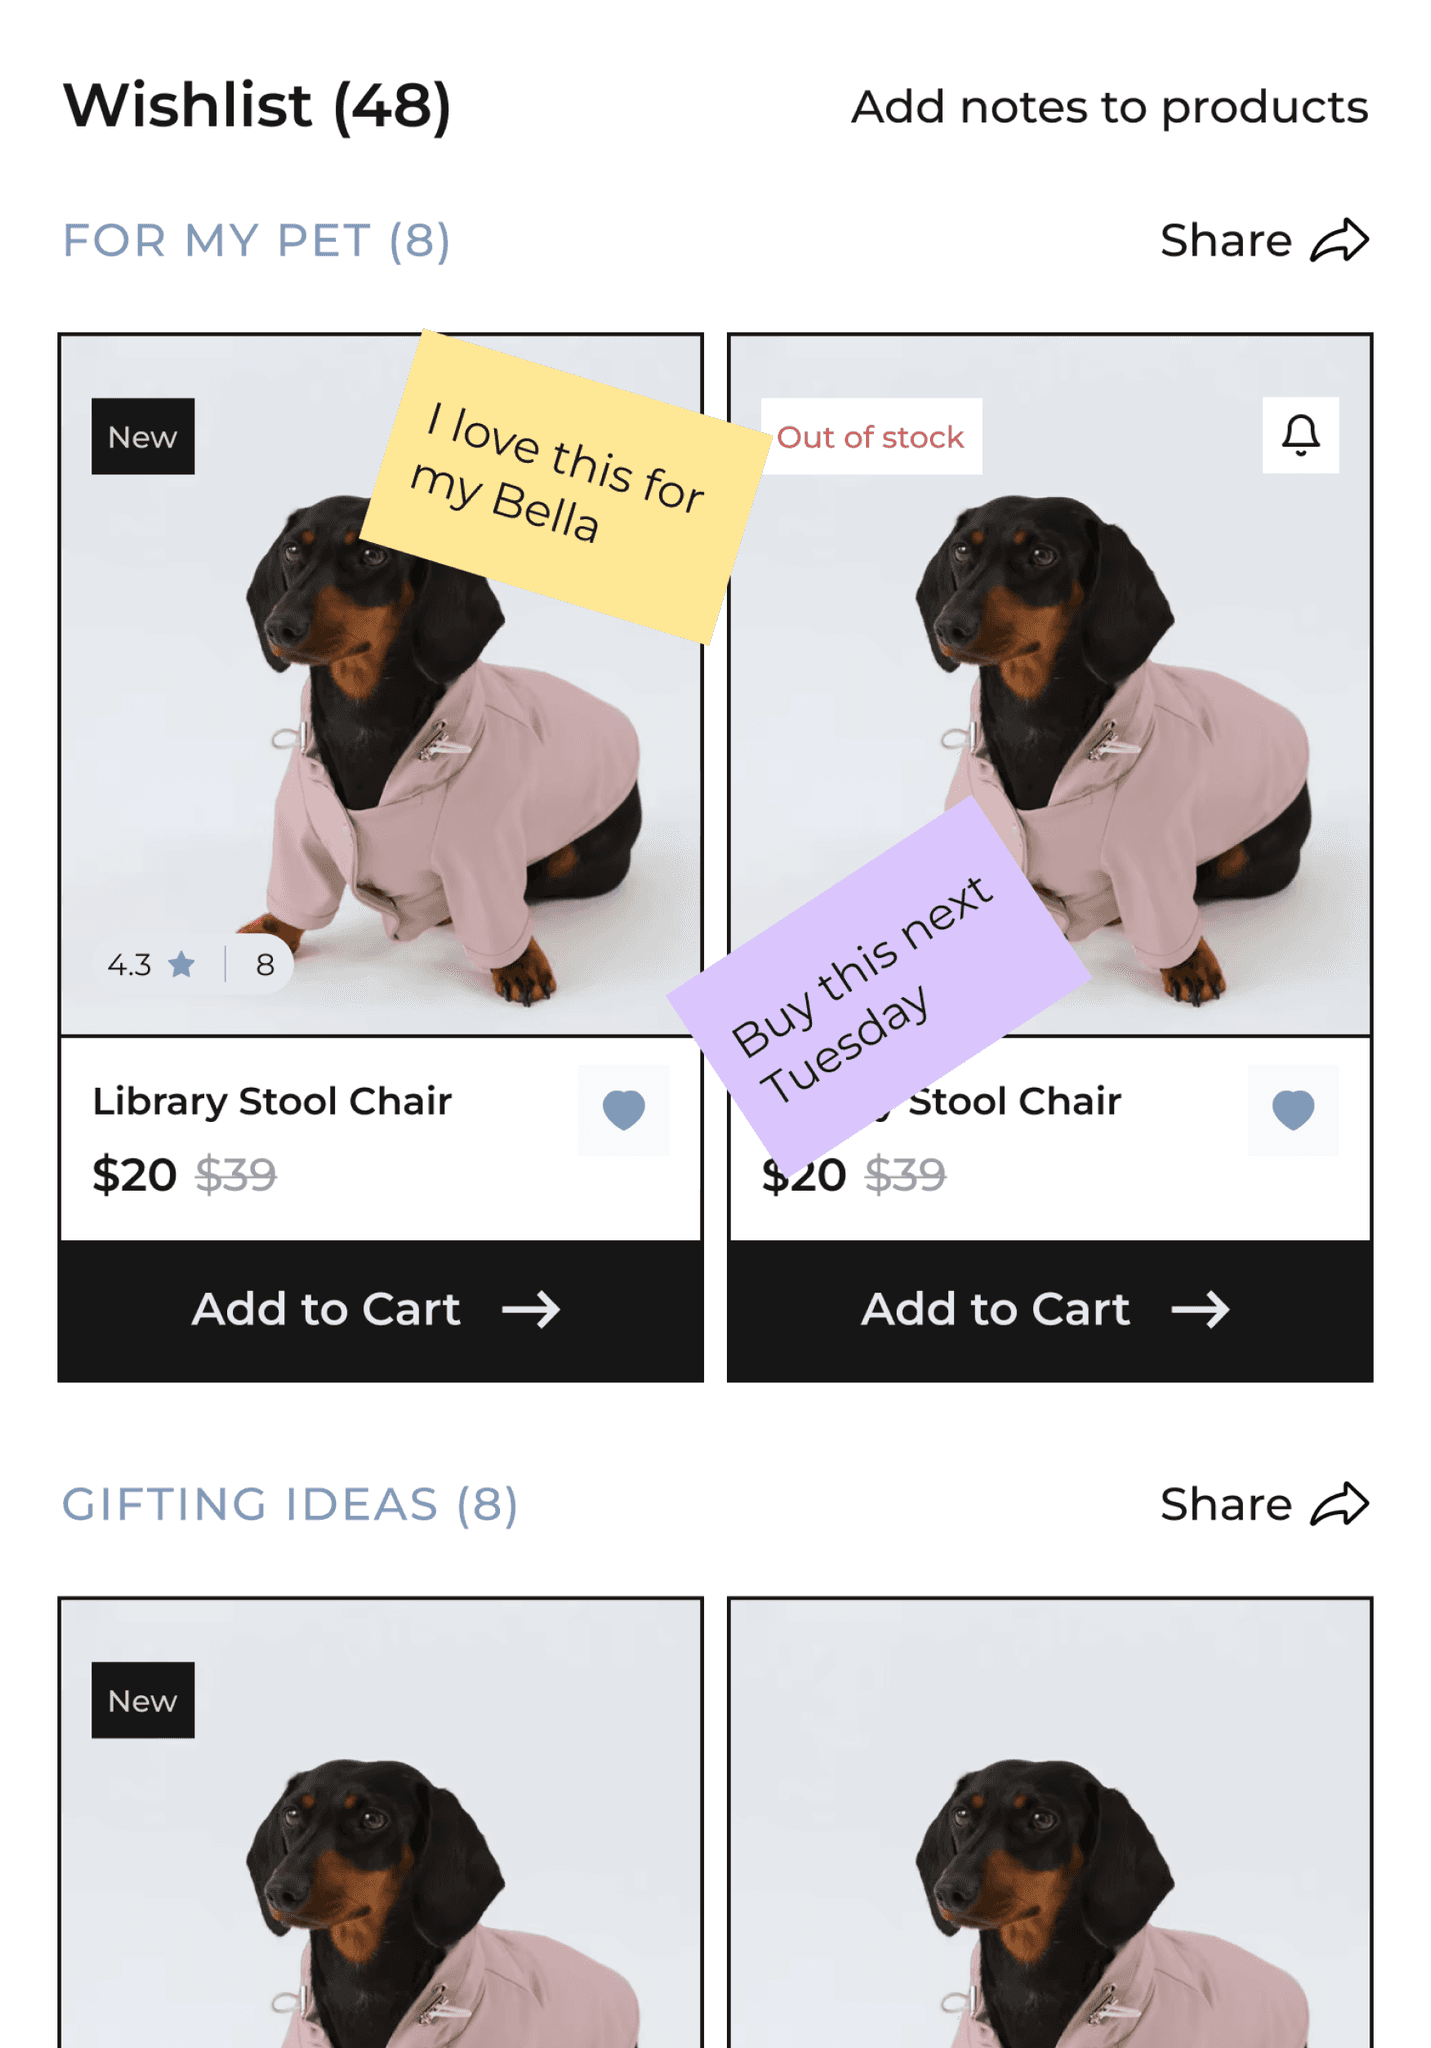 Wishlist (48)
Add notes to products
FOR MY PET (8)
Share
New
I love this for
my Bella
4.3
8
Library Stool Chair
$20 $39
Add to Cart
Out of stock
Buy this next
Tuesday
Stool Chair
$20 $39
Add to Cart
GIFTING IDEAS (8)
Share
New